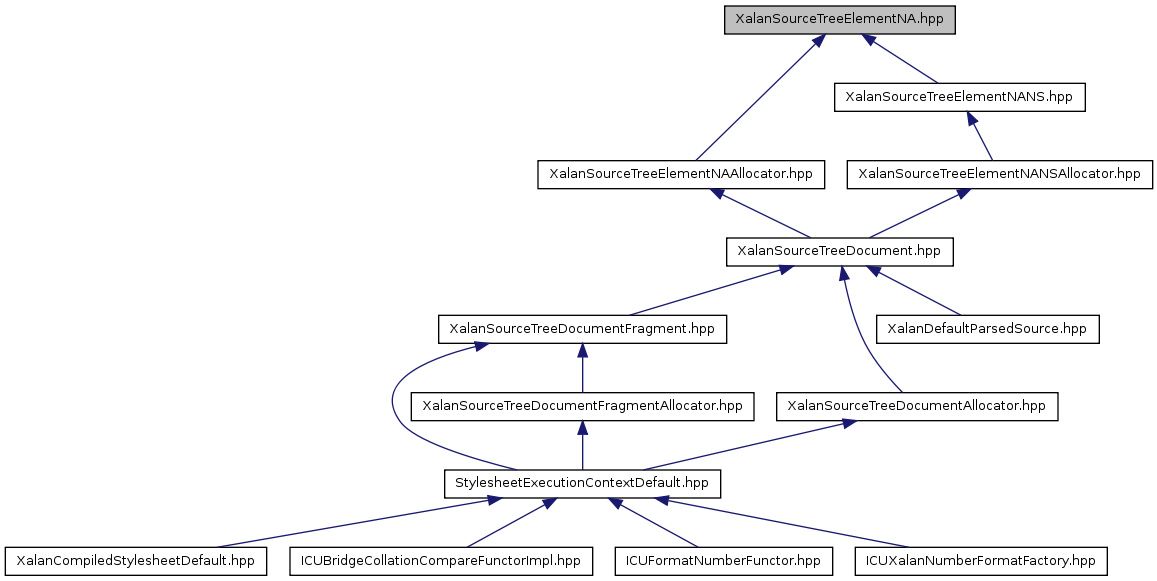 XalanSourceTreeElementNA.hpp
XalanSourceTreeElementNANS.hpp
XalanSourceTreeElementNAAllocator.hpp
XalanSourceTreeElementNANSAllocator.hpp
XalanSourceTreeDocument.hpp
XalanSourceTreeDocumentFragment.hpp
XalanDefaultParsedSource.hpp
XalanSourceTreeDocumentFragmentAllocator.hpp
XalanSourceTreeDocumentAllocator.hpp
StylesheetExecutionContextDefault.hpp
XalanCompiledStylesheetDefault.hpp
ICUBridgeCollationCompareFunctorImpl.hpp
ICUFormatNumberFunctor.hpp
ICUXalanNumberFormatFactory.hpp